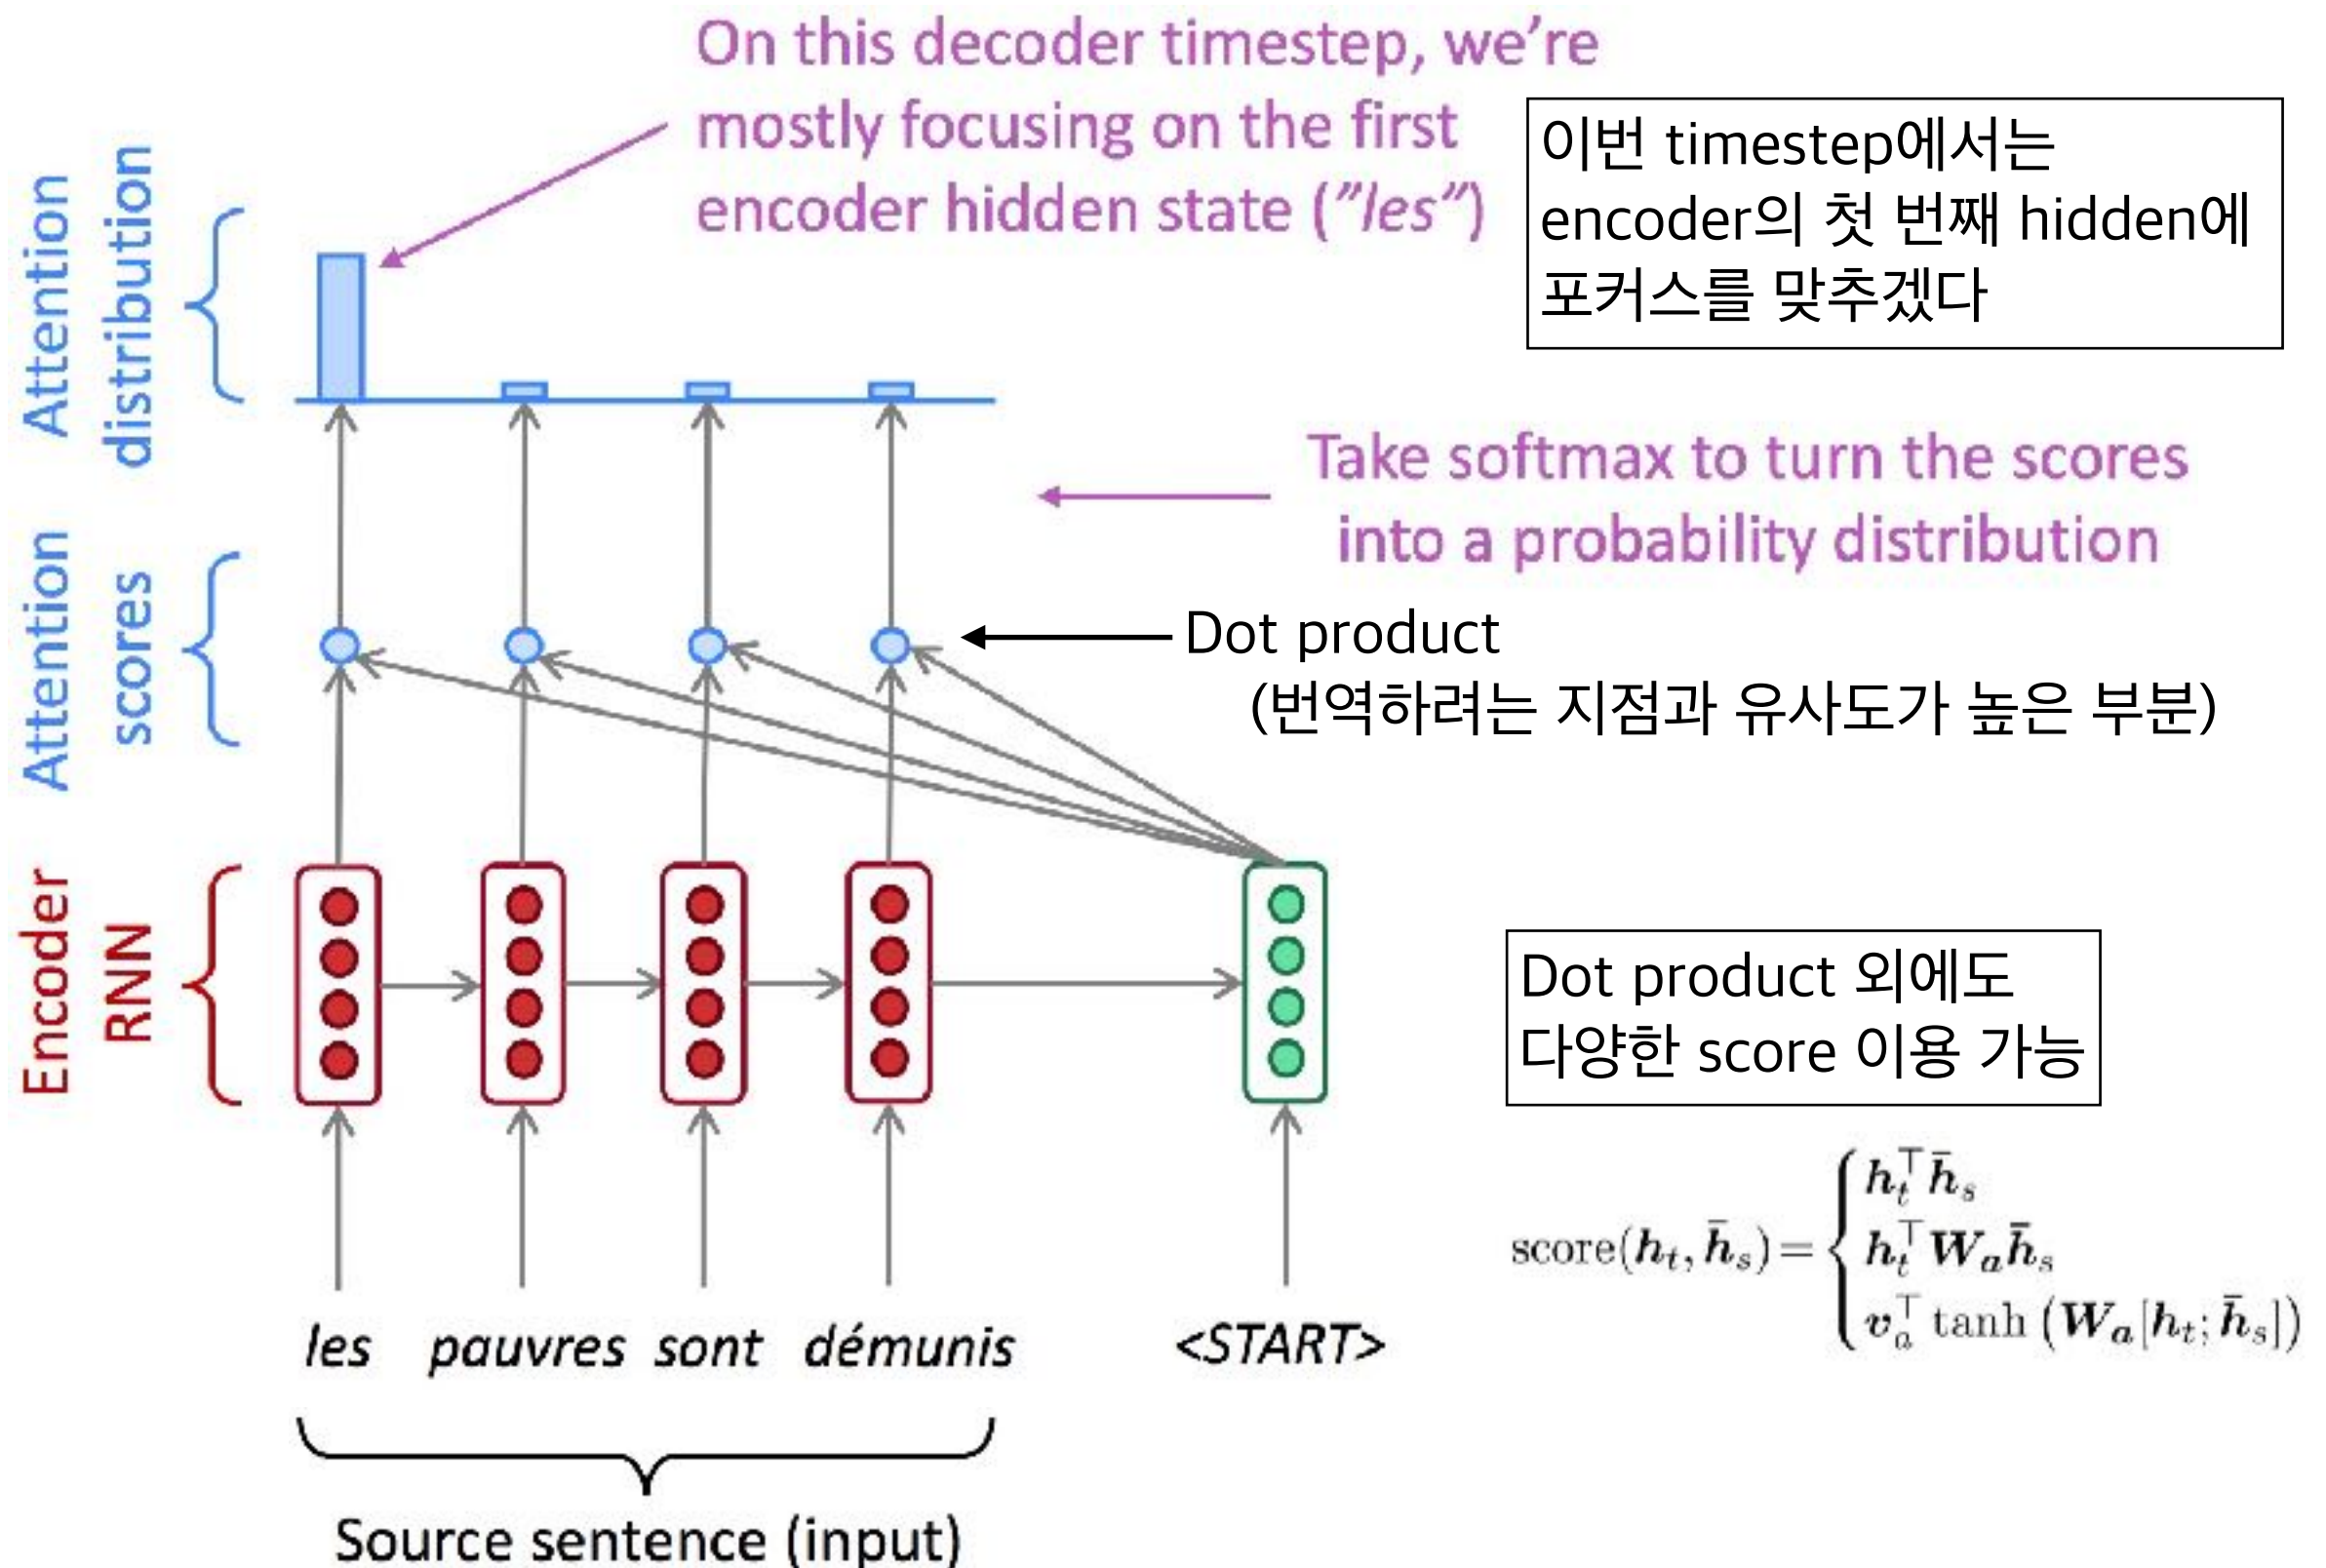 On this decoder timestep, we're
mostly focusing on the first
encoder hidden state ("les")
이번 timestep에서는
encoder의 첫 번째 hidden에
포커스를 맞추겠다
Attention
distribution
Take softmax to turn the scores
into a probability distribution
Attention
scores
Dot product
(번역하려는 지점과 유사도가 높은 부분)
Encoder
RNN
Dot product 외에도
다양한 score 이용 가능
score(h_t, h̄_s) = { h_t^⊤ h̄_s
h_t^⊤ W_a h̄_s
v_a^⊤ tanh (W_a[h_t; h̄_s])
les pauvres sont démunis <START>
Source sentence (input)